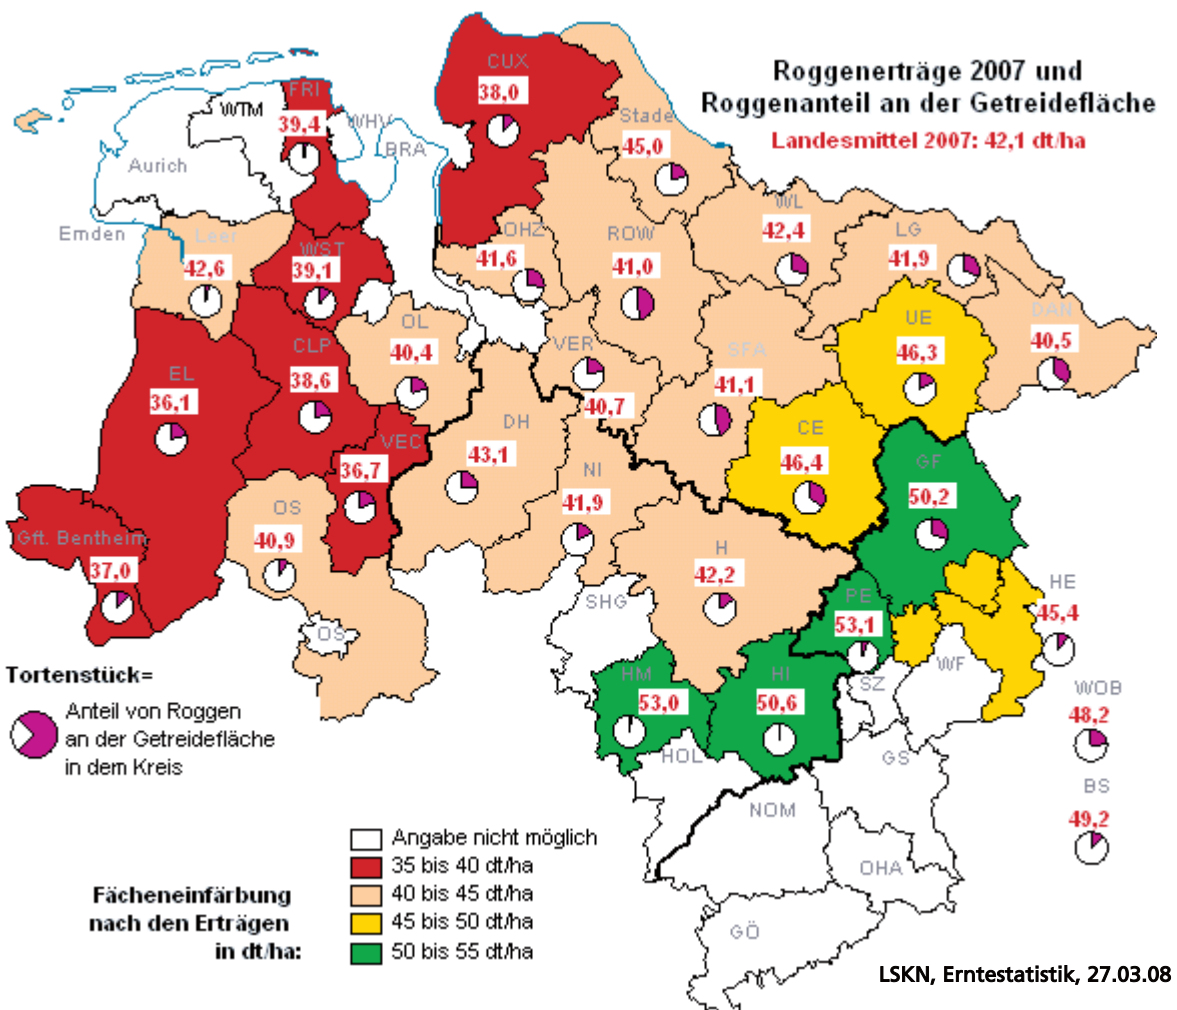 Roggenerträge 2007 und
Roggenanteil an der Getreidefläche
Landesmittel 2007: 42,1 dt/ha
CUX
38,0
FRI
39,4
WTM
WHV
BRA
Aurich
Emden
Stade
45,0
Leer
42,6
WST
39,1
OHZ
41,6
ROW
41,0
WL
42,4
LG
41,9
UE
46,3
DAN
40,5
OL
40,4
CLP
38,6
VER
40,7
SFA
41,1
EL
36,1
VEC
36,7
DH
43,1
NI
41,9
CE
46,4
GF
50,2
OS
40,9
Gft. Bentheim
37,0
H
42,2
SHG
PE
53,1
HE
45,4
OS
HM
53,0
HI
50,6
SZ
WF
WOB
48,2
HOL
GS
BS
49,2
NOM
OHA
GÖ
Tortenstück=
Anteil von Roggen
an der Getreidefläche
in dem Kreis
Fächeneinfärbung
nach den Erträgen
in dt/ha:
Angabe nicht möglich
35 bis 40 dt/ha
40 bis 45 dt/ha
45 bis 50 dt/ha
50 bis 55 dt/ha
LSKN, Erntestatistik, 27.03.08